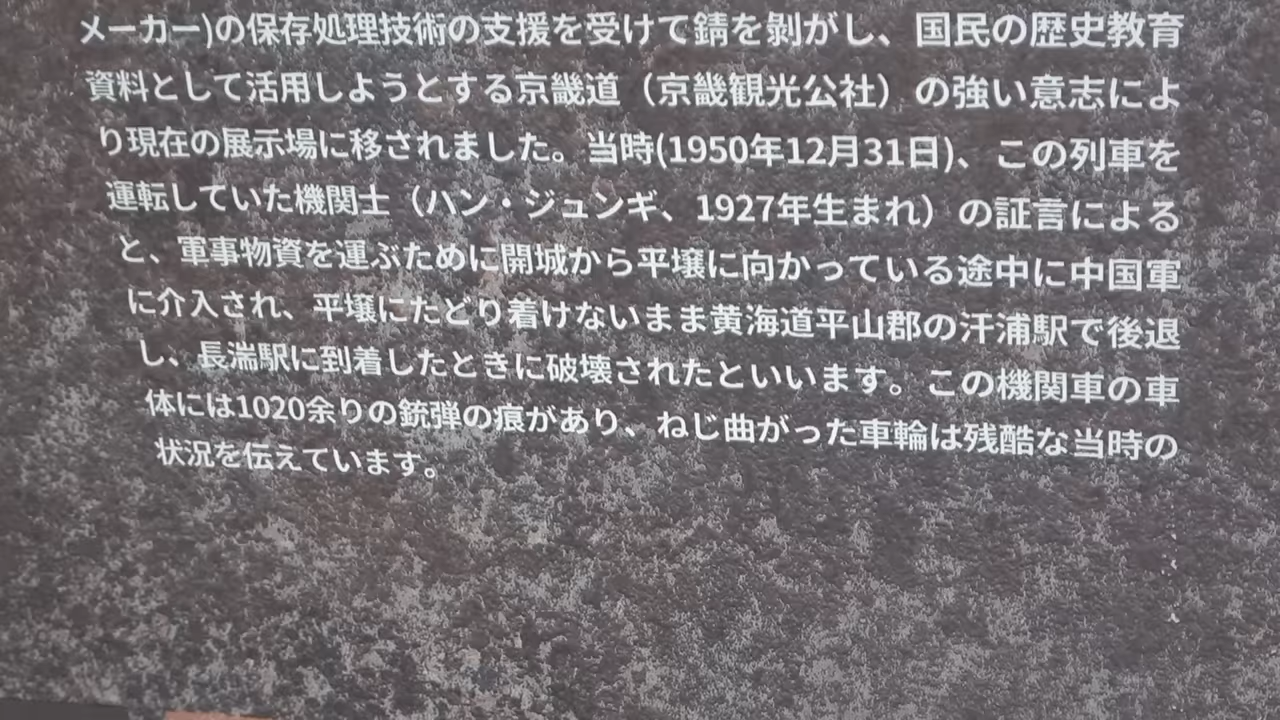 メーカー)の保存処理技術の支援を受けて錆を剝がし、国民の歴史教育
資料として活用しようとする京畿道（京畿観光公社）の強い意志によ
り現在の展示場に移されました。当時(1950年12月31日)、この列車を
運転していた機関士（ハン・ジュンギ、1927年生まれ）の証言による
と、軍事物資を運ぶために開城から平壌に向かっている途中に中国軍
に介入され、平壌にたどり着けないまま黄海道平山郡の汗浦駅で後退
し、長湍駅に到着したときに破壊されたといいます。この機関車の車
体には1020余りの銃弾の痕があり、ねじ曲がった車輪は残酷な当時の
状況を伝えています。